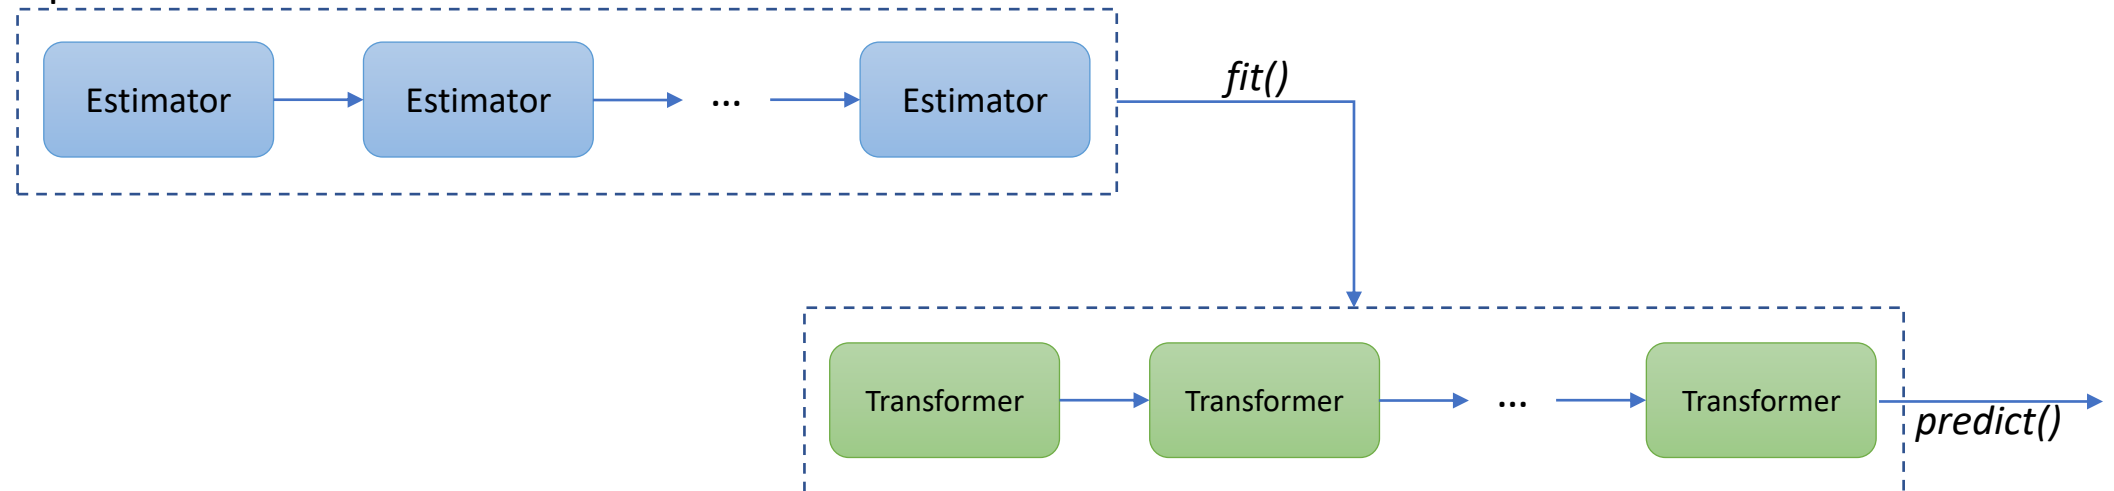 Estimator
Estimator
...
Estimator
fit()
Transformer
Transformer
...
Transformer
predict()